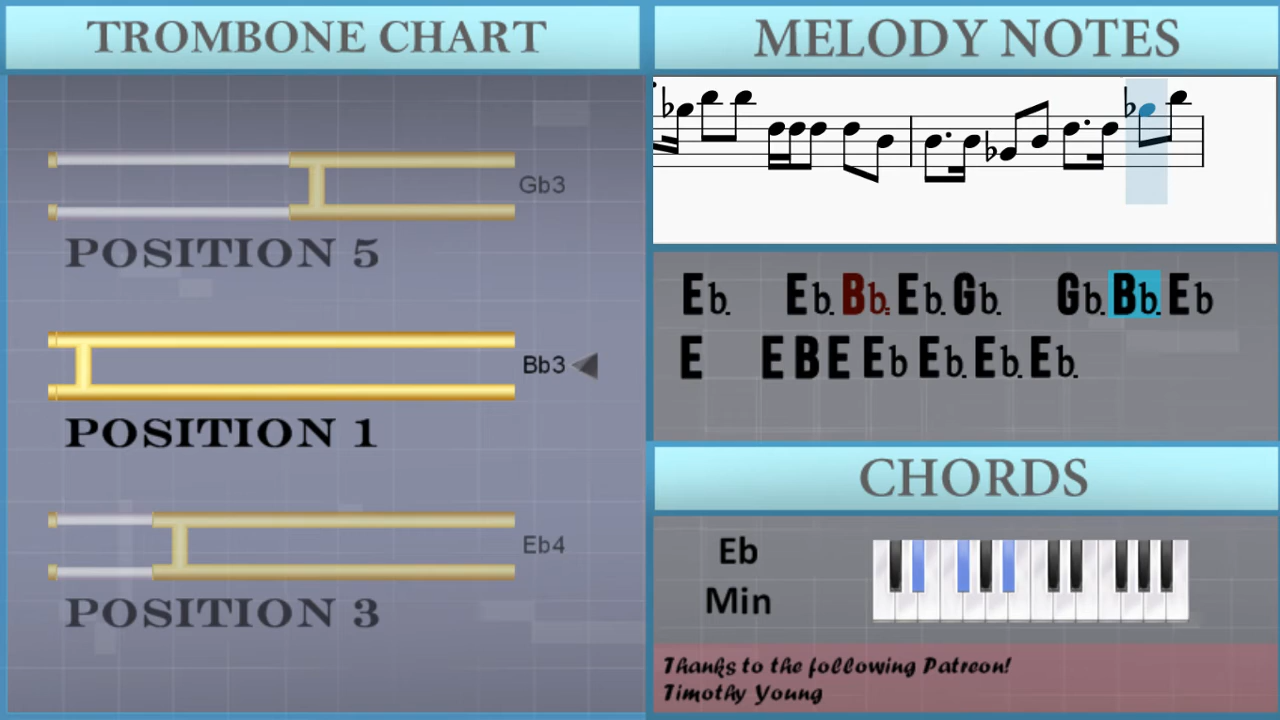 TROMBONE CHART
Gb3
POSITION 5
Bb3
POSITION 1
Eb4
POSITION 3
MELODY NOTES
Eb. Eb. Bb. Eb. Gb. Gb. Bb. Eb
E E B E Eb Eb. Eb. Eb.
CHORDS
Eb
Min
Thanks to the following Patreon!
Timothy Young